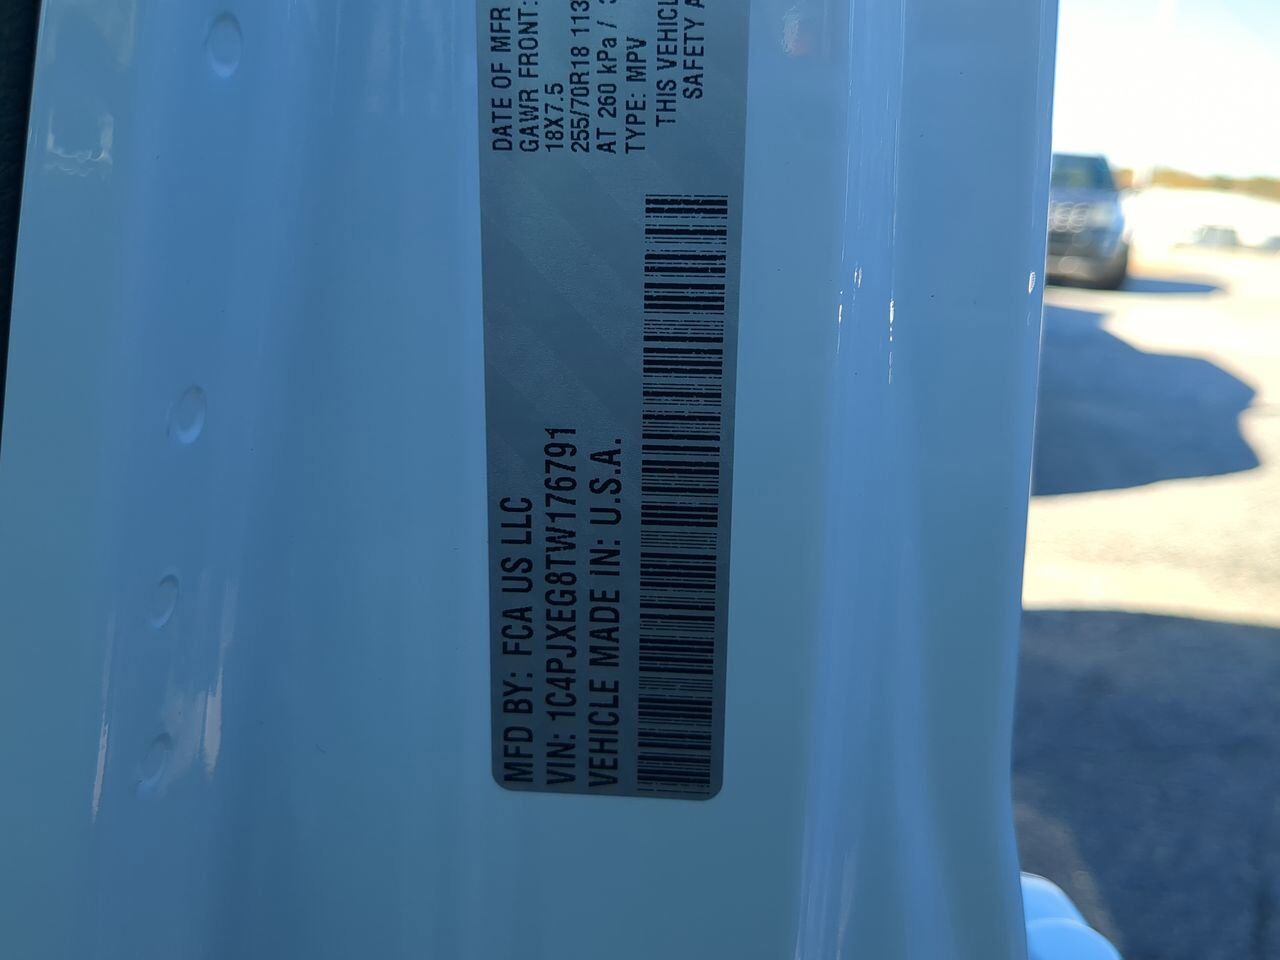 MFD BY: FCA US LLC
VIN: 1C4PJXEG8TW176791
VEHICLE MADE IN: U.S.A.
DATE OF MFR
GAWR FRONT:
18X7.5
255/70R18 113
AT 260 kPa /
TYPE: MPV
THIS VEHICL
SAFETY A